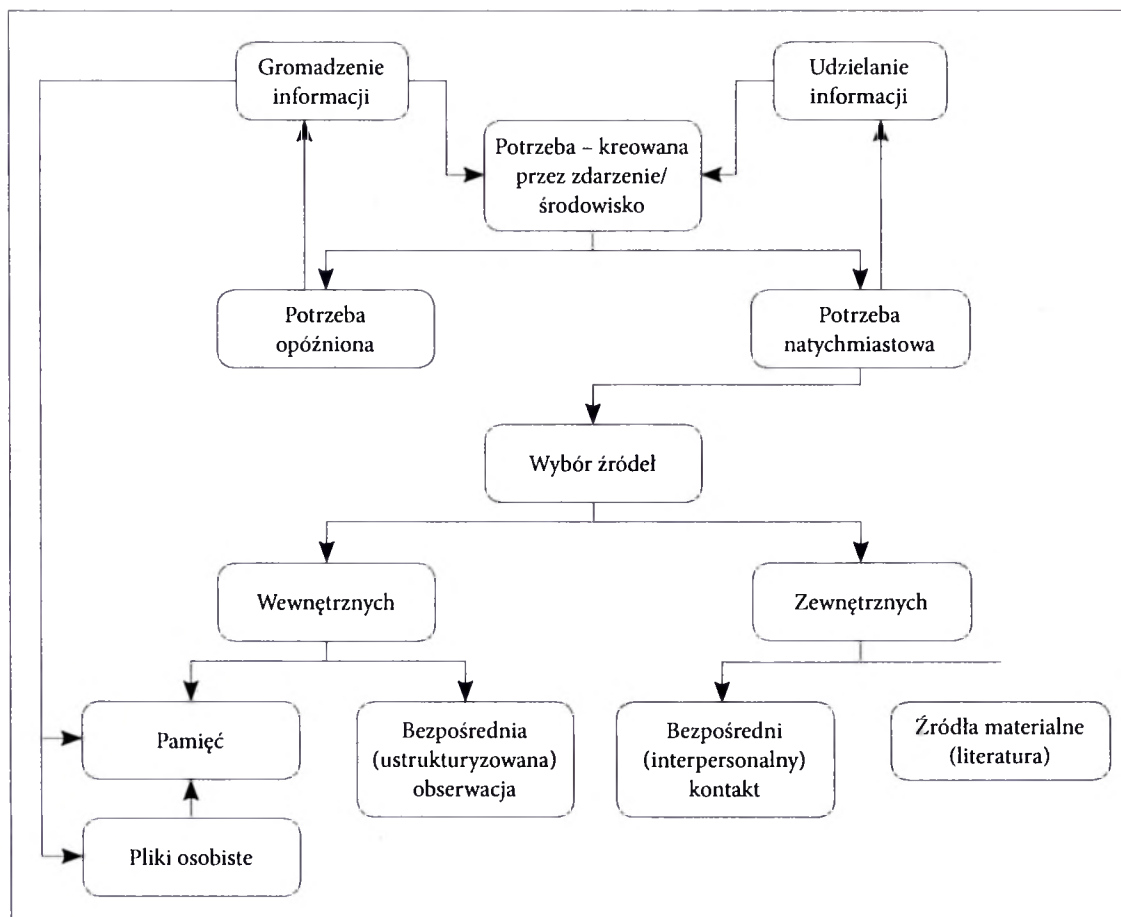 Gromadzenie
informacji
Udzielanie
informacji
Potrzeba – kreowana
przez zdarzenie/
środowisko
Potrzeba
opóźniona
Potrzeba
natychmiastowa
Wybór źródeł
Wewnętrznych
Zewnętrznych
Pamięć
Bezpośrednia
(ustrukturyzowana)
obserwacja
Bezpośredni
(interpersonalny)
kontakt
Źródła materialne
(literatura)
Pliki osobiste